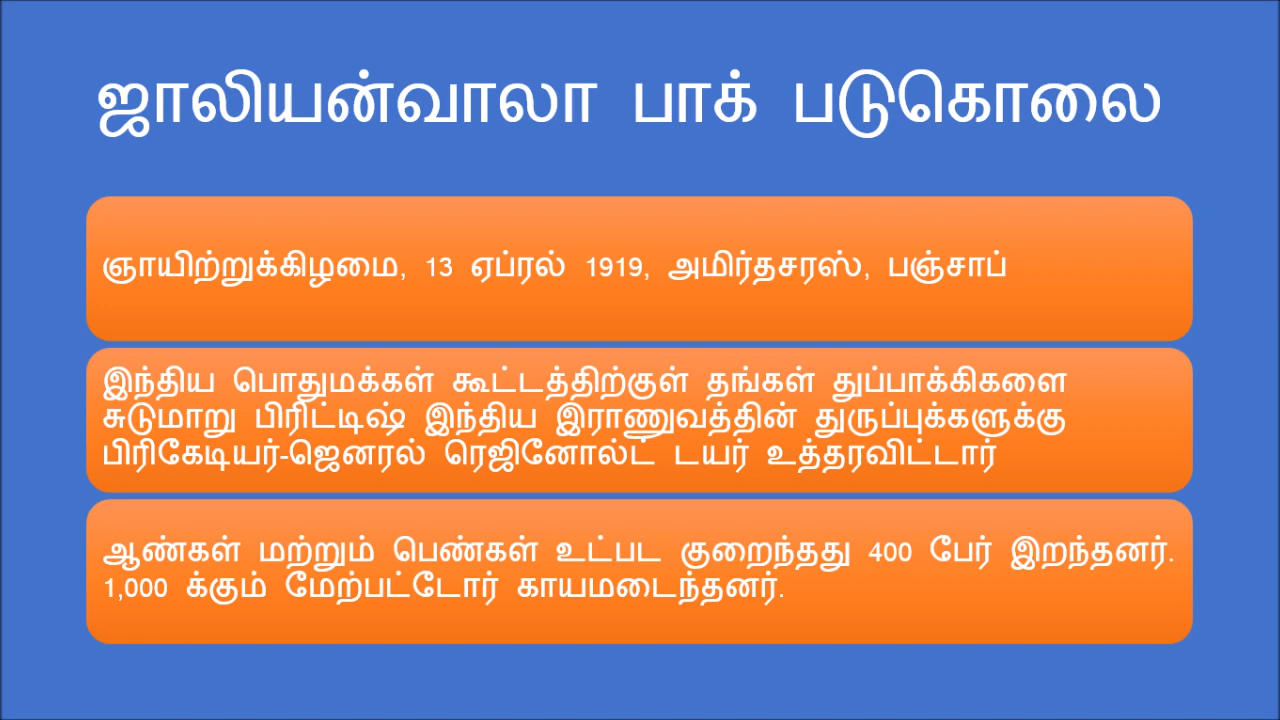 ஜாலியன்வாலா பாக் படுகொலை
ஞாயிற்றுக்கிழமை, 13 ஏப்ரல் 1919, அமிர்தசரஸ், பஞ்சாப்
இந்திய பொதுமக்கள் கூட்டத்திற்குள் தங்கள் துப்பாக்கிகளை
சுடுமாறு பிரிட்டிஷ் இந்திய இராணுவத்தின் துருப்புக்களுக்கு
பிரிகேடியர்-ஜெனரல் ரெஜினோல்ட் டயர் உத்தரவிட்டார்
ஆண்கள் மற்றும் பெண்கள் உட்பட குறைந்தது 400 பேர் இறந்தனர்.
1,000 க்கும் மேற்பட்டோர் காயமடைந்தனர்.